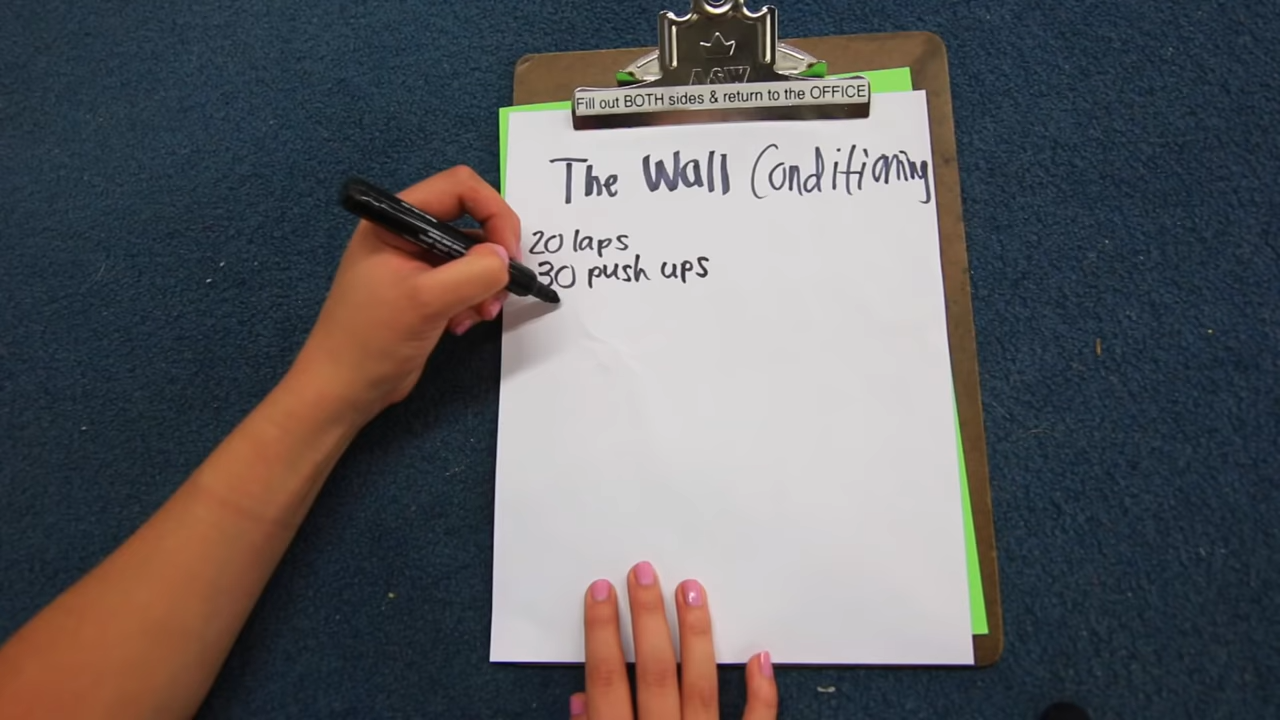 A&W
Fill out BOTH sides & return to the OFFICE
The Wall Conditioning
20 laps
30 push ups